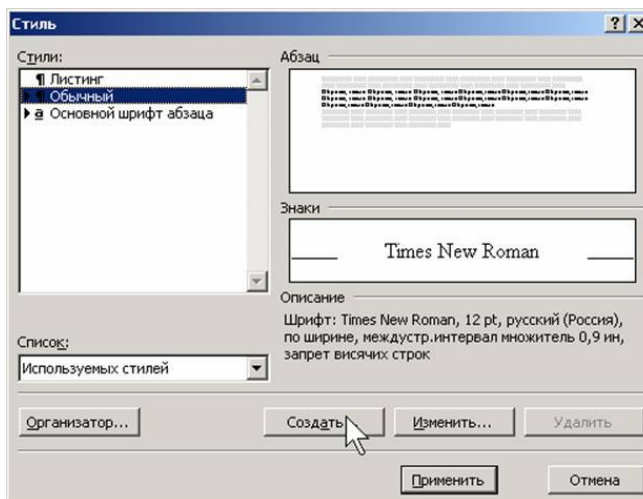 Стиль
Стили:
¶ Листинг
¶ Обычный
a Основной шрифт абзаца
Список:
Используемых стилей
Абзац
Знаки
Times New Roman
Описание
Шрифт: Times New Roman, 12 pt, русский (Россия),
по ширине, междустр.интервал множитель 0,9 ин,
запрет висячих строк
Организатор...
Создать...
Изменить...
Удалить
Применить
Отмена